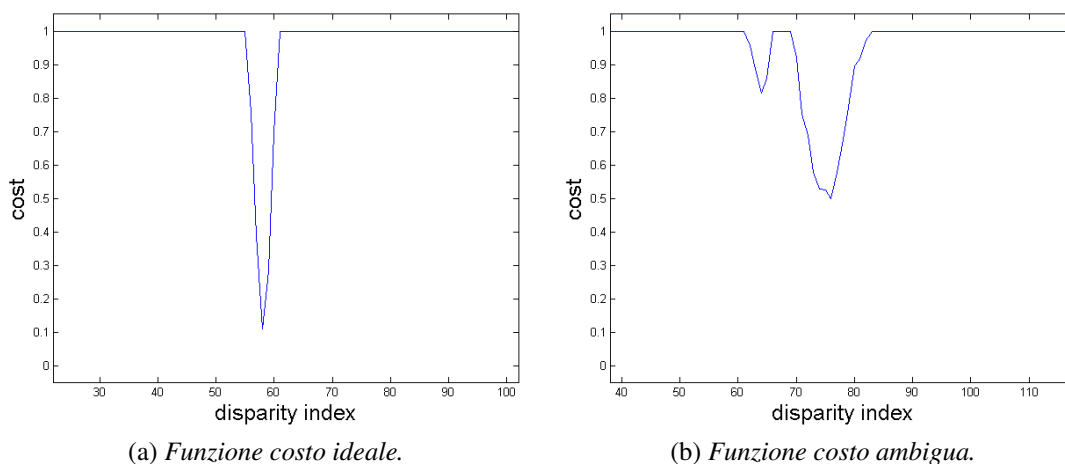 1
0.9
0.8
0.7
0.6
0.5
0.4
0.3
0.2
0.1
0
cost
30 40 50 60 70 80 90 100
disparity index
(a) Funzione costo ideale.
1
0.9
0.8
0.7
0.6
0.5
0.4
0.3
0.2
0.1
0
cost
40 50 60 70 80 90 100 110
disparity index
(b) Funzione costo ambigua.